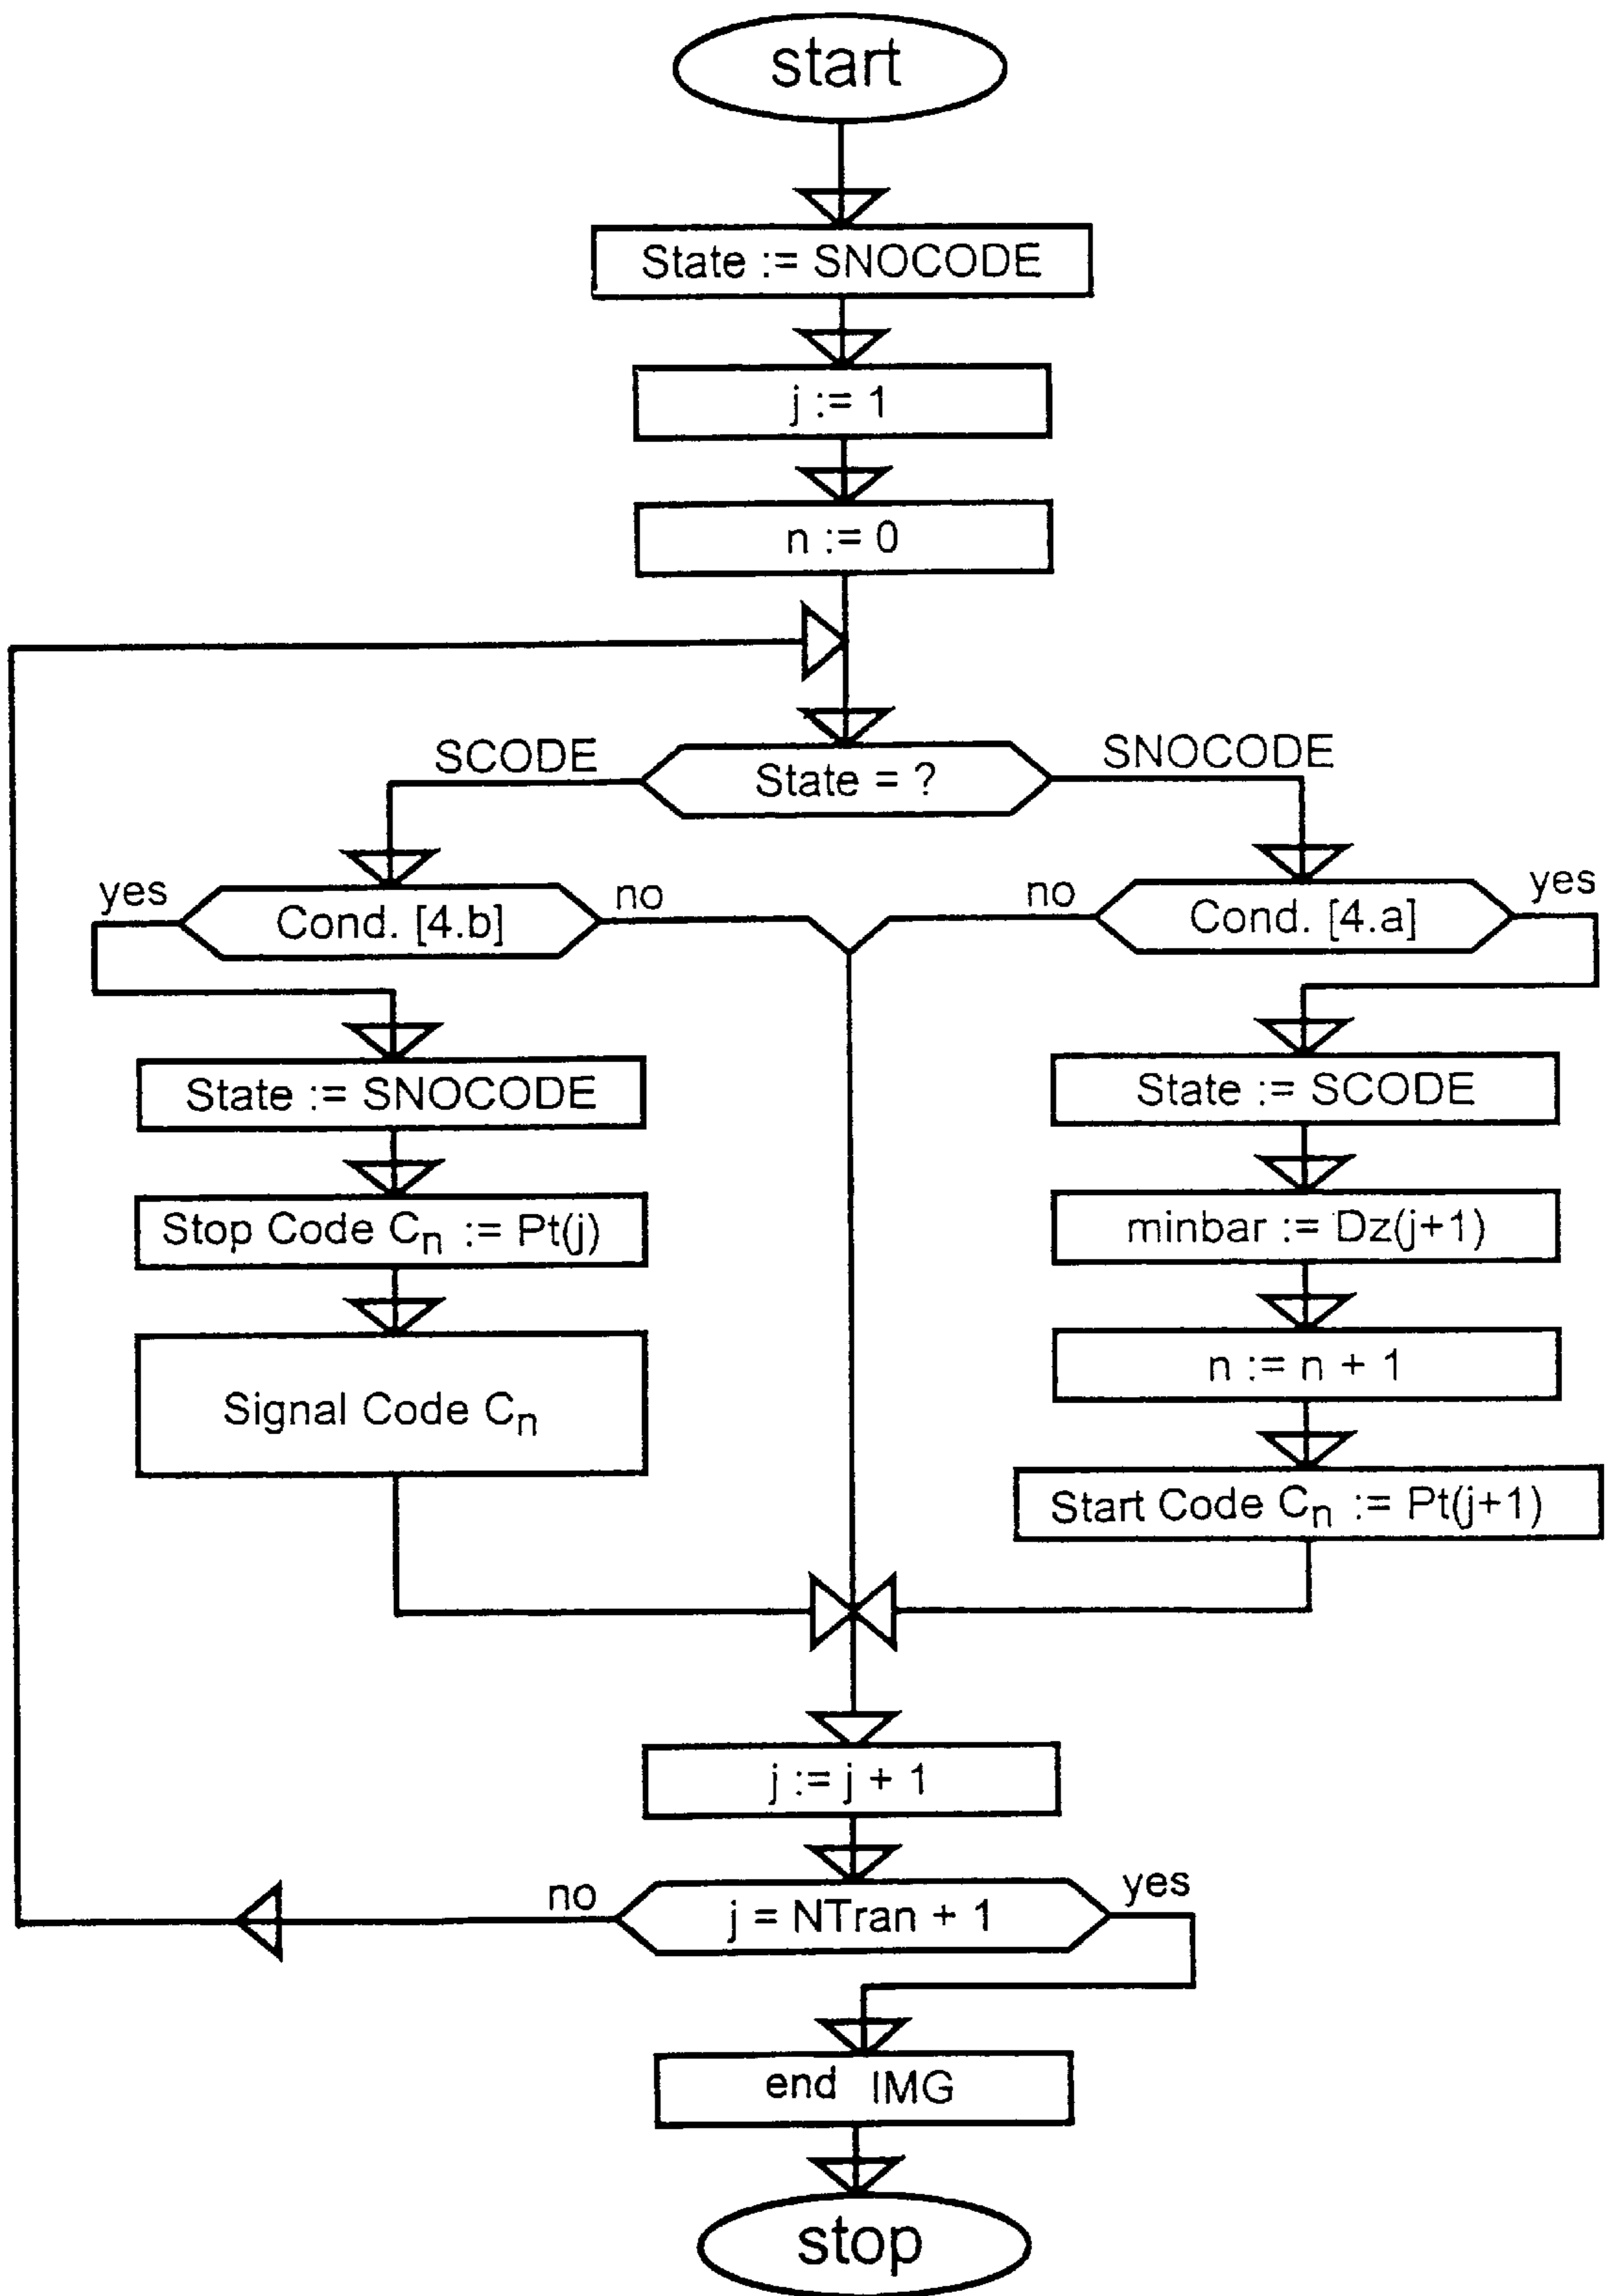 start
State := SNOCODE
j := 1
n := 0
SCODE
State = ?
SNOCODE
yes
Cond. [4.b]
no
no
Cond. [4.a]
yes
State := SNOCODE
State := SCODE
Stop Code Cn := Pt(j)
minbar := Dz(j+1)
Signal Code Cn
n := n + 1
Start Code Cn := Pt(j+1)
j := j + 1
no
j = NTran + 1
yes
end IMG
stop